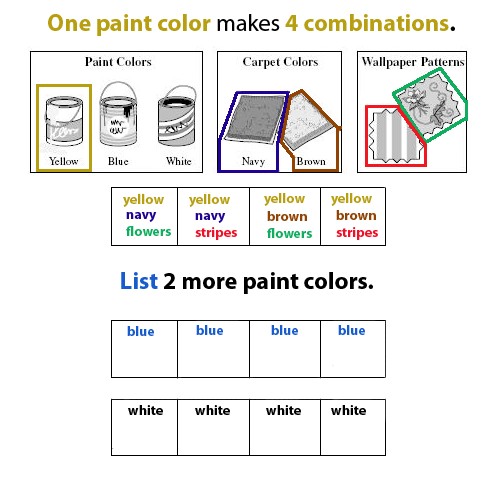 One paint color makes 4 combinations.
Paint Colors
Yellow Blue White
Carpet Colors
Navy Brown
Wallpaper Patterns
yellow navy flowers
yellow navy stripes
yellow brown flowers
yellow brown stripes
List 2 more paint colors.
blue blue blue blue
white white white white